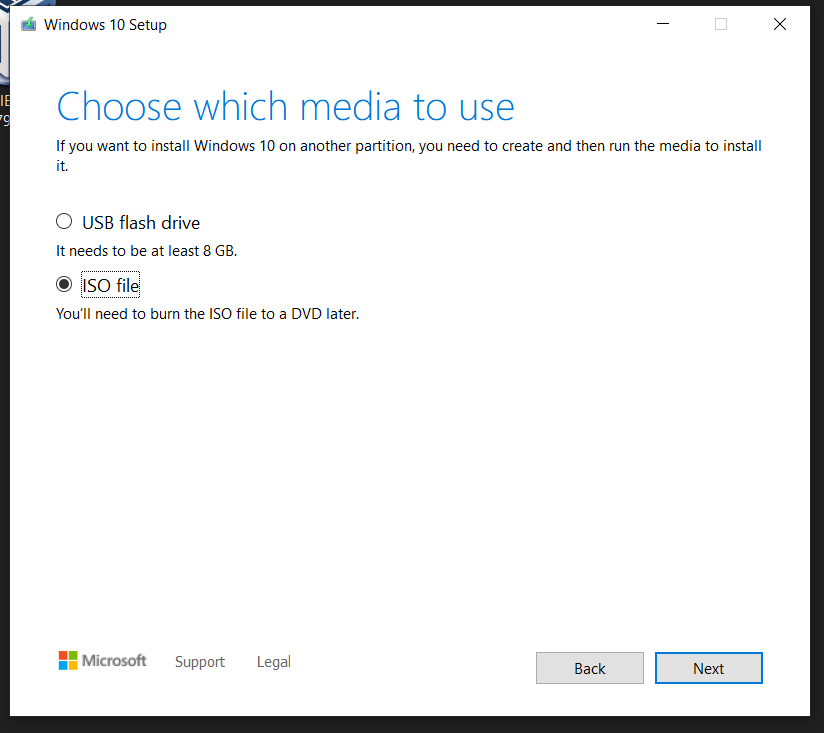 Windows 10 Setup
Choose which media to use
If you want to install Windows 10 on another partition, you need to create and then run the media to install
it.
USB flash drive
It needs to be at least 8 GB.
ISO file
You'll need to burn the ISO file to a DVD later.
Microsoft Support Legal
Back Next